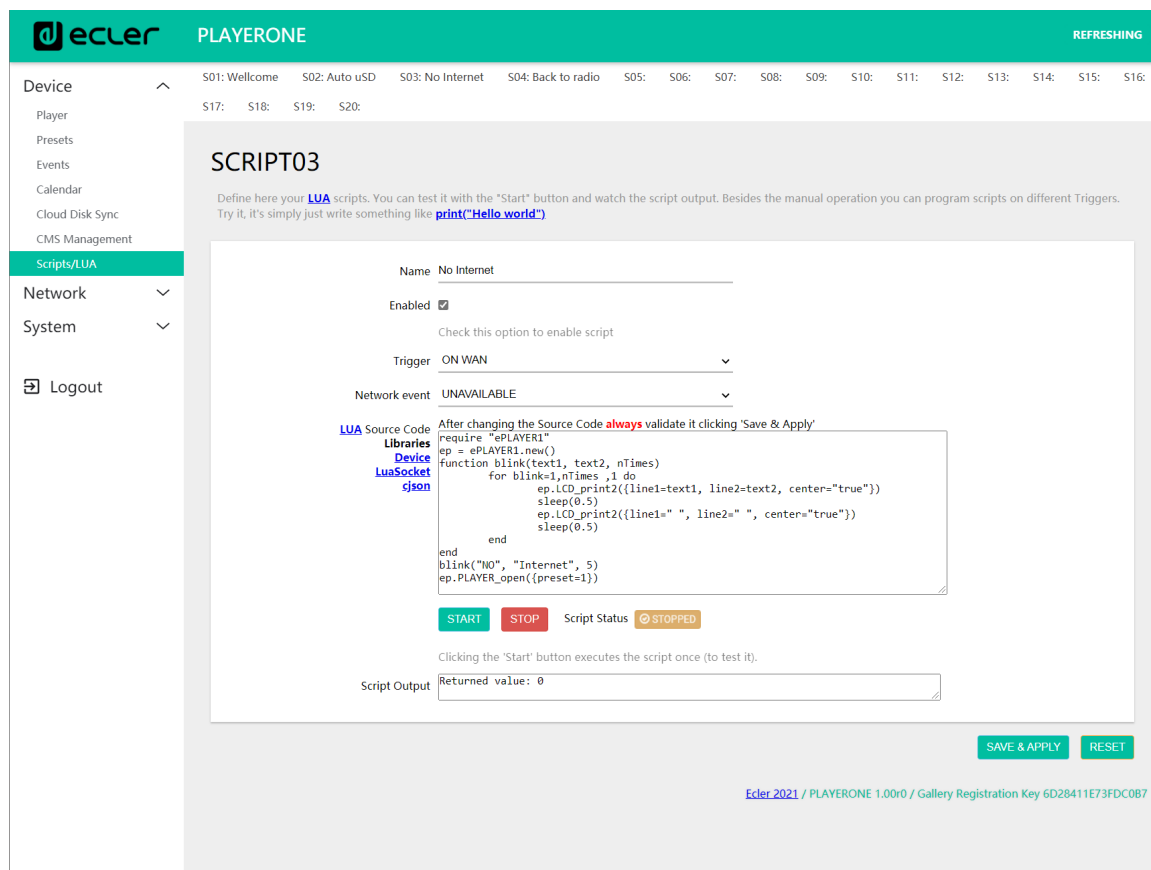 ecler
PLAYERONE
REFRESHING
Device
Player
Presets
Events
Calendar
Cloud Disk Sync
CMS Management
Scripts/LUA
Network
System
Logout
S01: Wellcome S02: Auto uSD S03: No Internet S04: Back to radio S05: S06: S07: S08: S09: S10: S11: S12: S13: S14: S15: S16:
S17: S18: S19: S20:
SCRIPT03
Define here your LUA scripts. You can test it with the "Start" button and watch the script output. Besides the manual operation you can program scripts on different Triggers.
Try it, it's simply just write something like print("Hello world")
Name No Internet
Enabled
Check this option to enable script
Trigger ON WAN
Network event UNAVAILABLE
LUA Source Code
Libraries
Device
LuaSocket
cjson
After changing the Source Code always validate it clicking 'Save & Apply'
require "ePLAYER1"
ep = ePLAYER1.new()
function blink(text1, text2, nTimes)
for blink=1,nTimes ,1 do
ep.LCD_print2({line1=text1, line2=text2, center="true"})
sleep(0.5)
ep.LCD_print2({line1=" ", line2=" ", center="true"})
sleep(0.5)
end
end
blink("NO", "Internet", 5)
ep.PLAYER_open({preset=1})
START STOP Script Status STOPPED
Clicking the 'Start' button executes the script once (to test it).
Script Output Returned value: 0
SAVE & APPLY RESET
Ecler 2021 / PLAYERONE 1.00r0 / Gallery Registration Key 6D28411E73FDC0B7